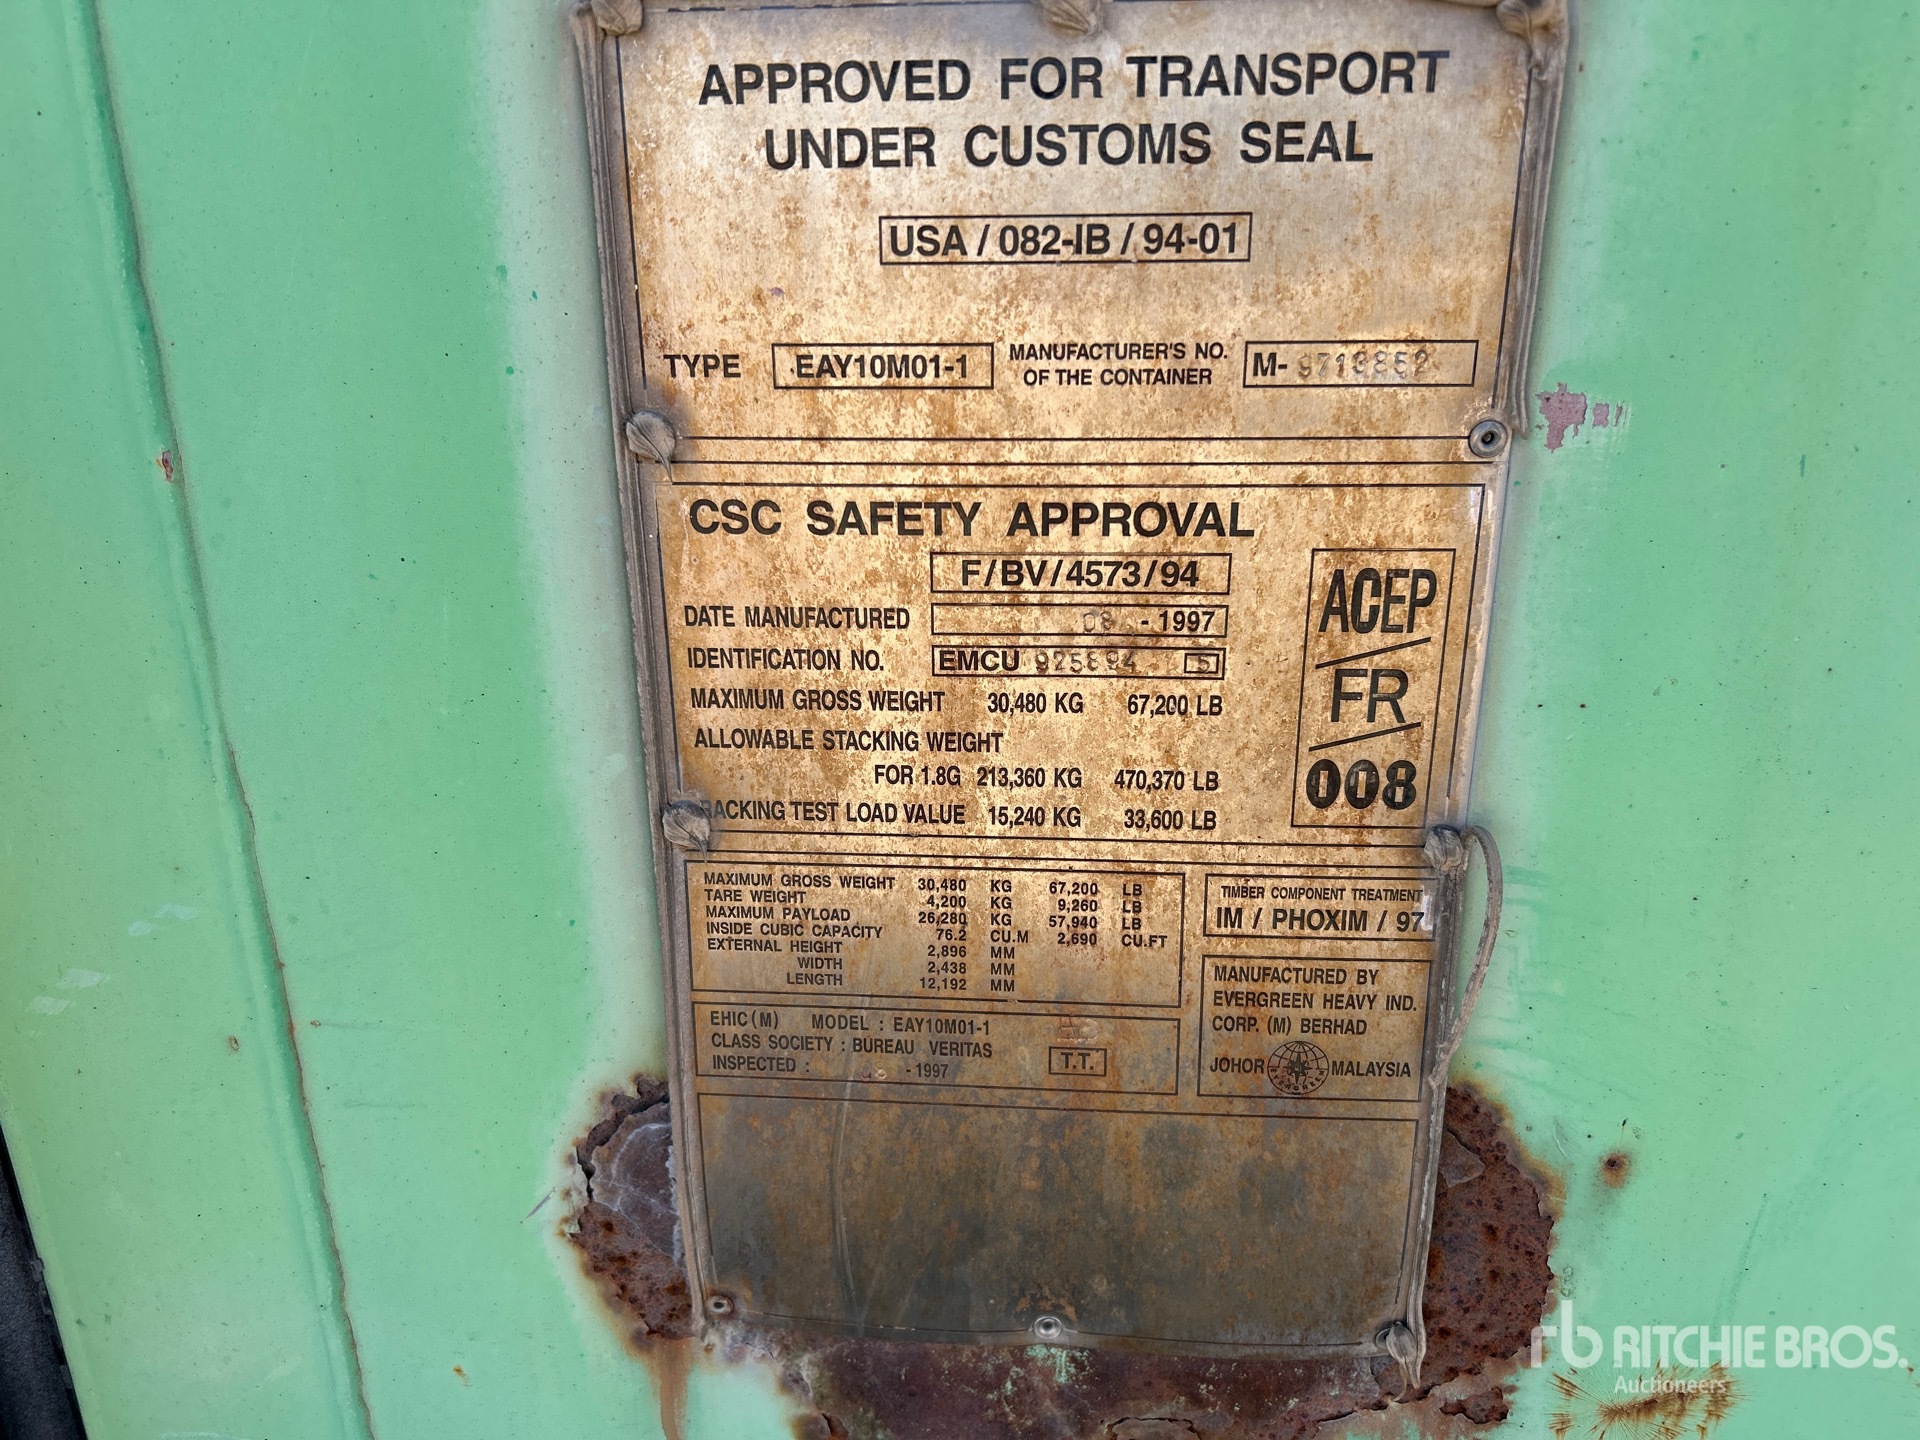 APPROVED FOR TRANSPORT
UNDER CUSTOMS SEAL
USA / 082-IB / 94-01
TYPE EAY10M01-1 MANUFACTURER'S NO. OF THE CONTAINER M- 9713852
CSC SAFETY APPROVAL
F/BV/4573/94
DATE MANUFACTURED 08 - 1997
IDENTIFICATION NO. EMCU 925894 5
MAXIMUM GROSS WEIGHT 30,480 KG 67,200 LB
ALLOWABLE STACKING WEIGHT
FOR 1.8G 213,360 KG 470,370 LB
RACKING TEST LOAD VALUE 15,240 KG 33,600 LB
ACEP
FR
008
MAXIMUM GROSS WEIGHT 30,480 KG 67,200 LB
TARE WEIGHT 4,200 KG 9,260 LB
MAXIMUM PAYLOAD 26,280 KG 57,940 LB
INSIDE CUBIC CAPACITY 76.2 CU.M 2,690 CU.FT
EXTERNAL HEIGHT 2,896 MM
WIDTH 2,438 MM
LENGTH 12,192 MM
TIMBER COMPONENT TREATMENT
IM / PHOXIM / 97
EHIC(M) MODEL : EAY10M01-1
CLASS SOCIETY : BUREAU VERITAS
INSPECTED : - 1997
T.T.
MANUFACTURED BY
EVERGREEN HEAVY IND.
CORP. (M) BERHAD
JOHOR EVERGREEN MALAYSIA
rb RITCHIE BROS.
Auctioneers